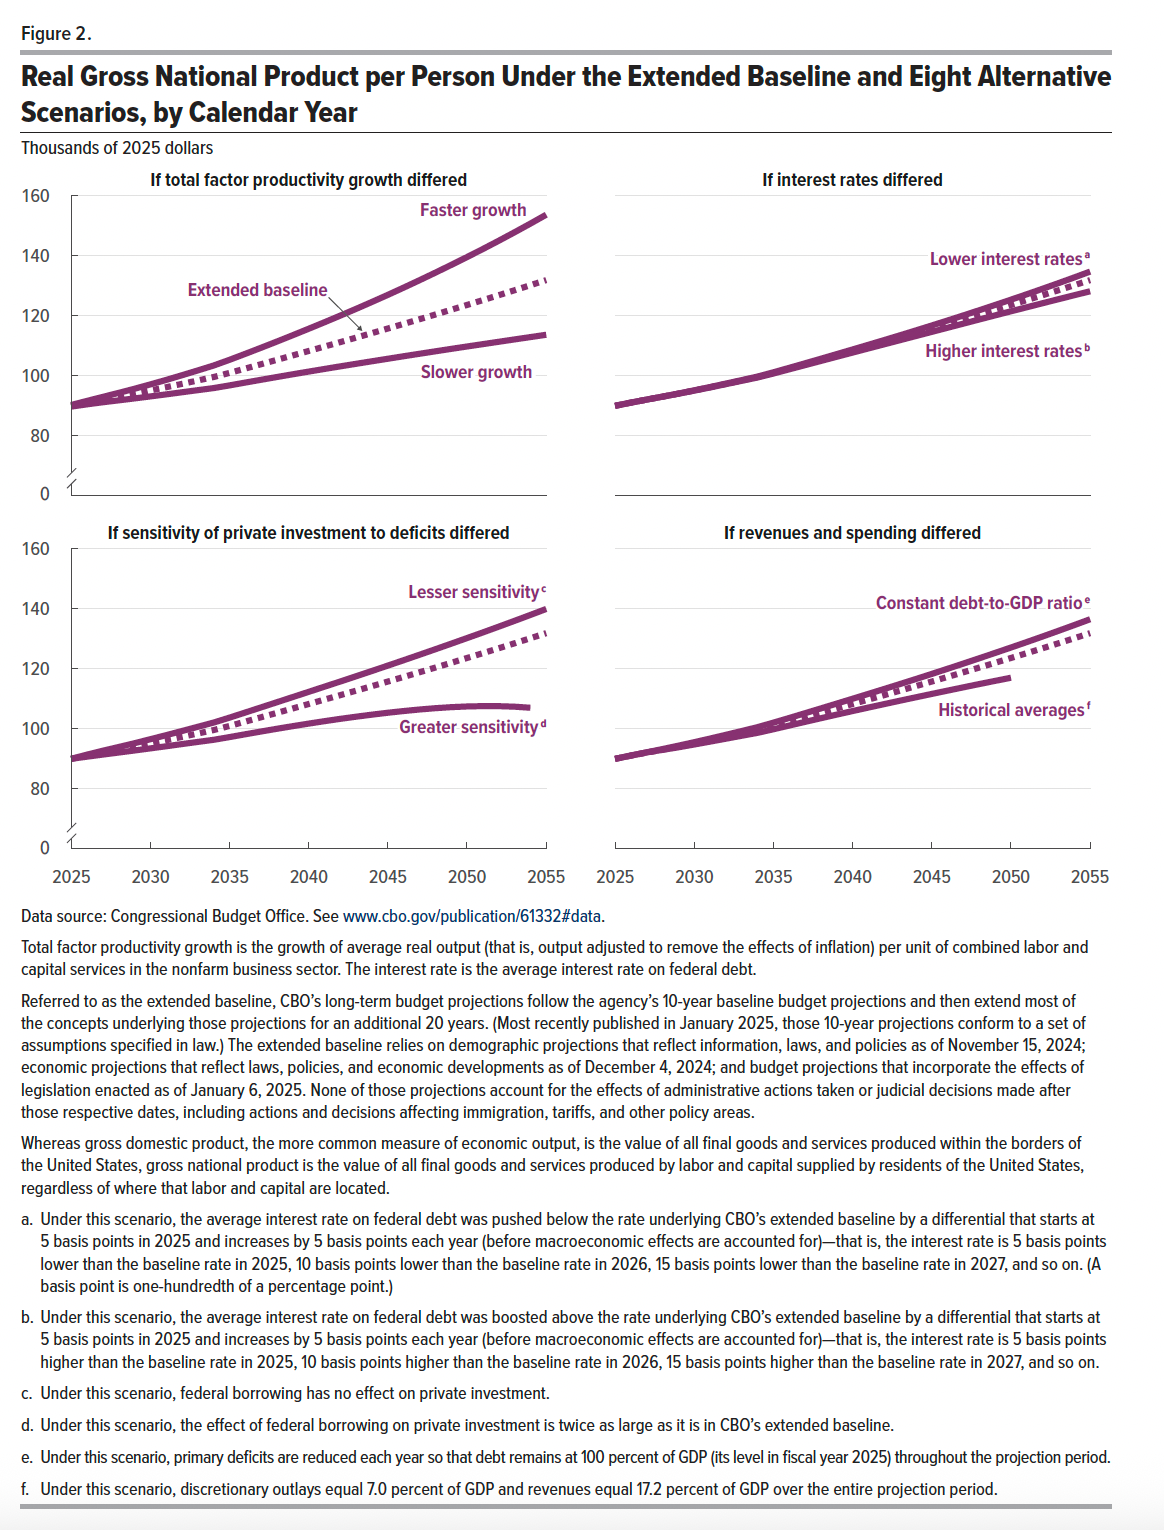 Figure 2.
Real Gross National Product per Person Under the Extended Baseline and Eight Alternative
Scenarios, by Calendar Year
Thousands of 2025 dollars
If total factor productivity growth differed
160
140
120
100
80
0
Faster growth
Extended baseline
Slower growth
If interest rates differed
Lower interest rates a
Higher interest rates b
If sensitivity of private investment to deficits differed
160
140
120
100
80
0
Lesser sensitivity c
Greater sensitivity d
2025 2030 2035 2040 2045 2050 2055
If revenues and spending differed
Constant debt-to-GDP ratio e
Historical averages f
2025 2030 2035 2040 2045 2050 2055
Data source: Congressional Budget Office. See www.cbo.gov/publication/61332#data.
Total factor productivity growth is the growth of average real output (that is, output adjusted to remove the effects of inflation) per unit of combined labor and
capital services in the nonfarm business sector. The interest rate is the average interest rate on federal debt.
Referred to as the extended baseline, CBO’s long-term budget projections follow the agency’s 10-year baseline budget projections and then extend most of
the concepts underlying those projections for an additional 20 years. (Most recently published in January 2025, those 10-year projections conform to a set of
assumptions specified in law.) The extended baseline relies on demographic projections that reflect information, laws, and policies as of November 15, 2024;
economic projections that reflect laws, policies, and economic developments as of December 4, 2024; and budget projections that incorporate the effects of
legislation enacted as of January 6, 2025. None of those projections account for the effects of administrative actions taken or judicial decisions made after
those respective dates, including actions and decisions affecting immigration, tariffs, and other policy areas.
Whereas gross domestic product, the more common measure of economic output, is the value of all final goods and services produced within the borders of
the United States, gross national product is the value of all final goods and services produced by labor and capital supplied by residents of the United States,
regardless of where that labor and capital are located.
a. Under this scenario, the average interest rate on federal debt was pushed below the rate underlying CBO’s extended baseline by a differential that starts at
5 basis points in 2025 and increases by 5 basis points each year (before macroeconomic effects are accounted for)—that is, the interest rate is 5 basis points
lower than the baseline rate in 2025, 10 basis points lower than the baseline rate in 2026, 15 basis points lower than the baseline rate in 2027, and so on. (A
basis point is one-hundredth of a percentage point.)
b. Under this scenario, the average interest rate on federal debt was boosted above the rate underlying CBO’s extended baseline by a differential that starts at
5 basis points in 2025 and increases by 5 basis points each year (before macroeconomic effects are accounted for)—that is, the interest rate is 5 basis points
higher than the baseline rate in 2025, 10 basis points higher than the baseline rate in 2026, 15 basis points higher than the baseline rate in 2027, and so on.
c. Under this scenario, federal borrowing has no effect on private investment.
d. Under this scenario, the effect of federal borrowing on private investment is twice as large as it is in CBO’s extended baseline.
e. Under this scenario, primary deficits are reduced each year so that debt remains at 100 percent of GDP (its level in fiscal year 2025) throughout the projection period.
f. Under this scenario, discretionary outlays equal 7.0 percent of GDP and revenues equal 17.2 percent of GDP over the entire projection period.